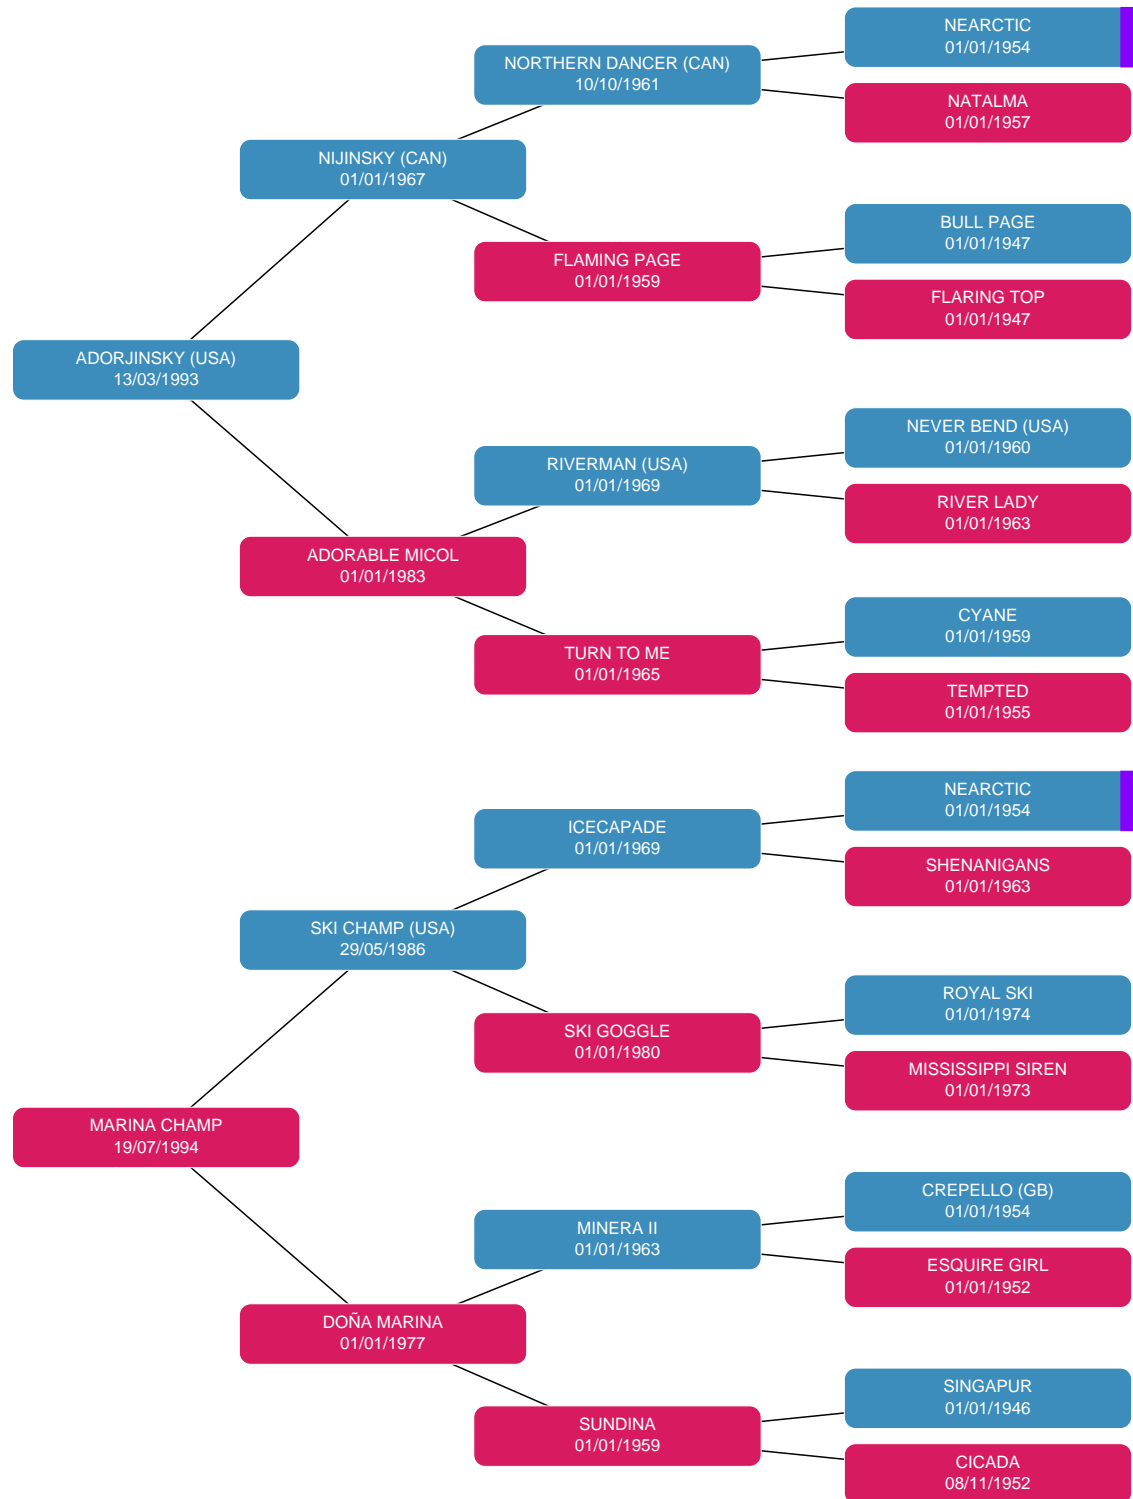 NEARCTIC
01/01/1954
NORTHERN DANCER (CAN)
10/10/1961
NATALMA
01/01/1957
NIJINSKY (CAN)
01/01/1967
BULL PAGE
01/01/1947
FLAMING PAGE
01/01/1959
FLARING TOP
01/01/1947
ADORJINSKY (USA)
13/03/1993
NEVER BEND (USA)
01/01/1960
RIVERMAN (USA)
01/01/1969
RIVER LADY
01/01/1963
ADORABLE MICOL
01/01/1983
CYANE
01/01/1959
TURN TO ME
01/01/1965
TEMPTED
01/01/1955
NEARCTIC
01/01/1954
ICECAPADE
01/01/1969
SHENANIGANS
01/01/1963
SKI CHAMP (USA)
29/05/1986
ROYAL SKI
01/01/1974
SKI GOGGLE
01/01/1980
MISSISSIPPI SIREN
01/01/1973
MARINA CHAMP
19/07/1994
CREPELLO (GB)
01/01/1954
MINERA II
01/01/1963
ESQUIRE GIRL
01/01/1952
DOÑA MARINA
01/01/1977
SINGAPUR
01/01/1946
SUNDINA
01/01/1959
CICADA
08/11/1952